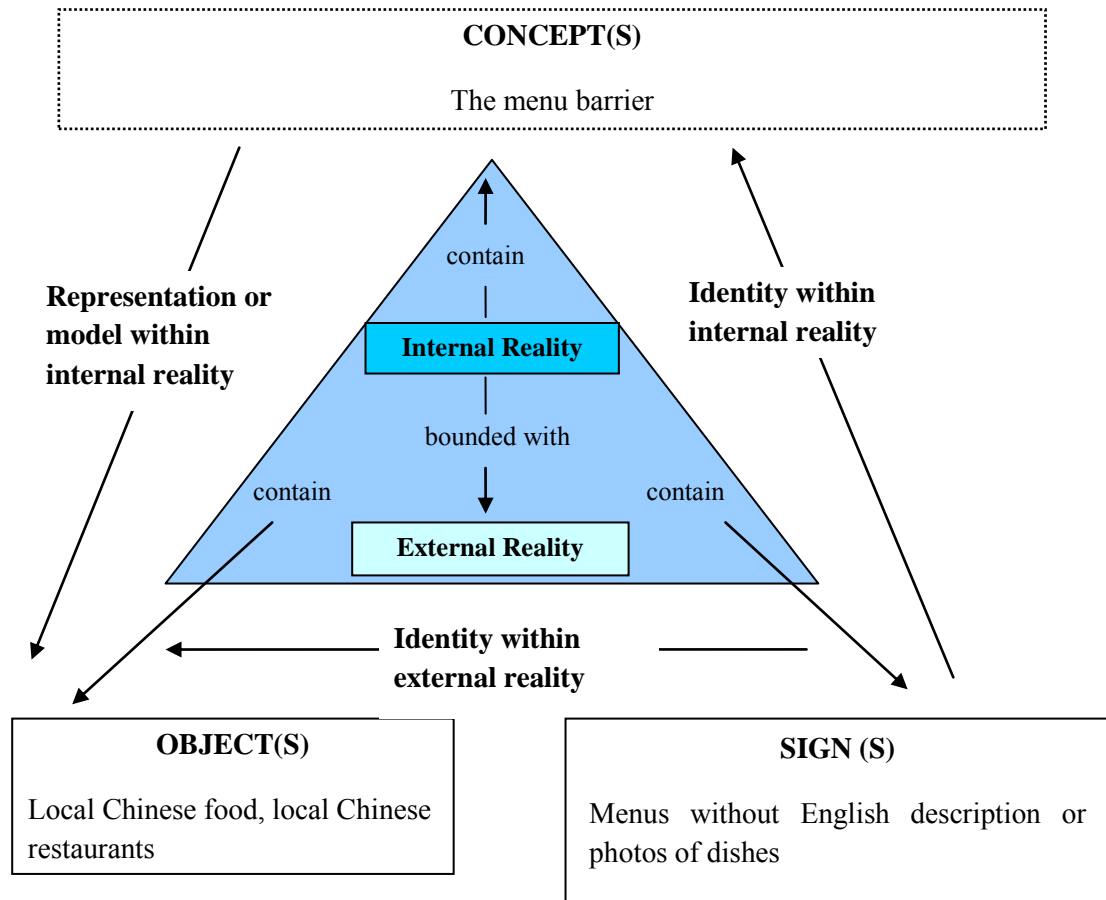 CONCEPT(S)
The menu barrier
contain
Representation or
model within
internal reality
Identity within
internal reality
Internal Reality
bounded with
contain
contain
External Reality
Identity within
external reality
OBJECT(S)
Local Chinese food, local Chinese
restaurants
SIGN (S)
Menus without English description or
photos of dishes